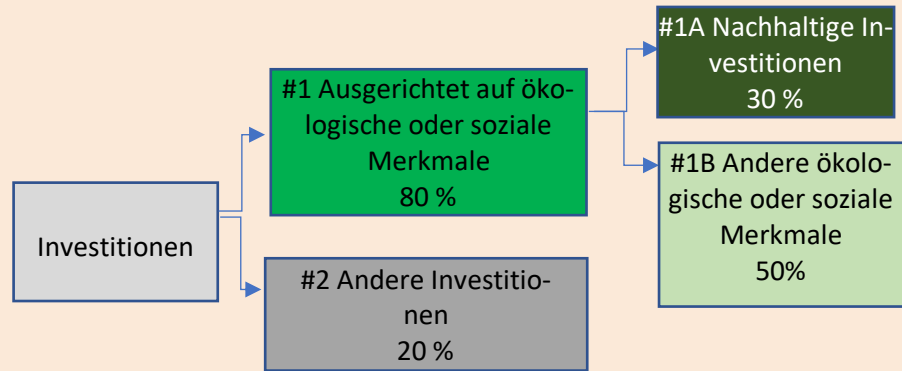 Investitionen
#1 Ausgerichtet auf öko-
logische oder soziale
Merkmale
80 %
#2 Andere Investitio-
nen
20 %
#1A Nachhaltige In-
vestitionen
30 %
#1B Andere ökolo-
gische oder soziale
Merkmale
50%